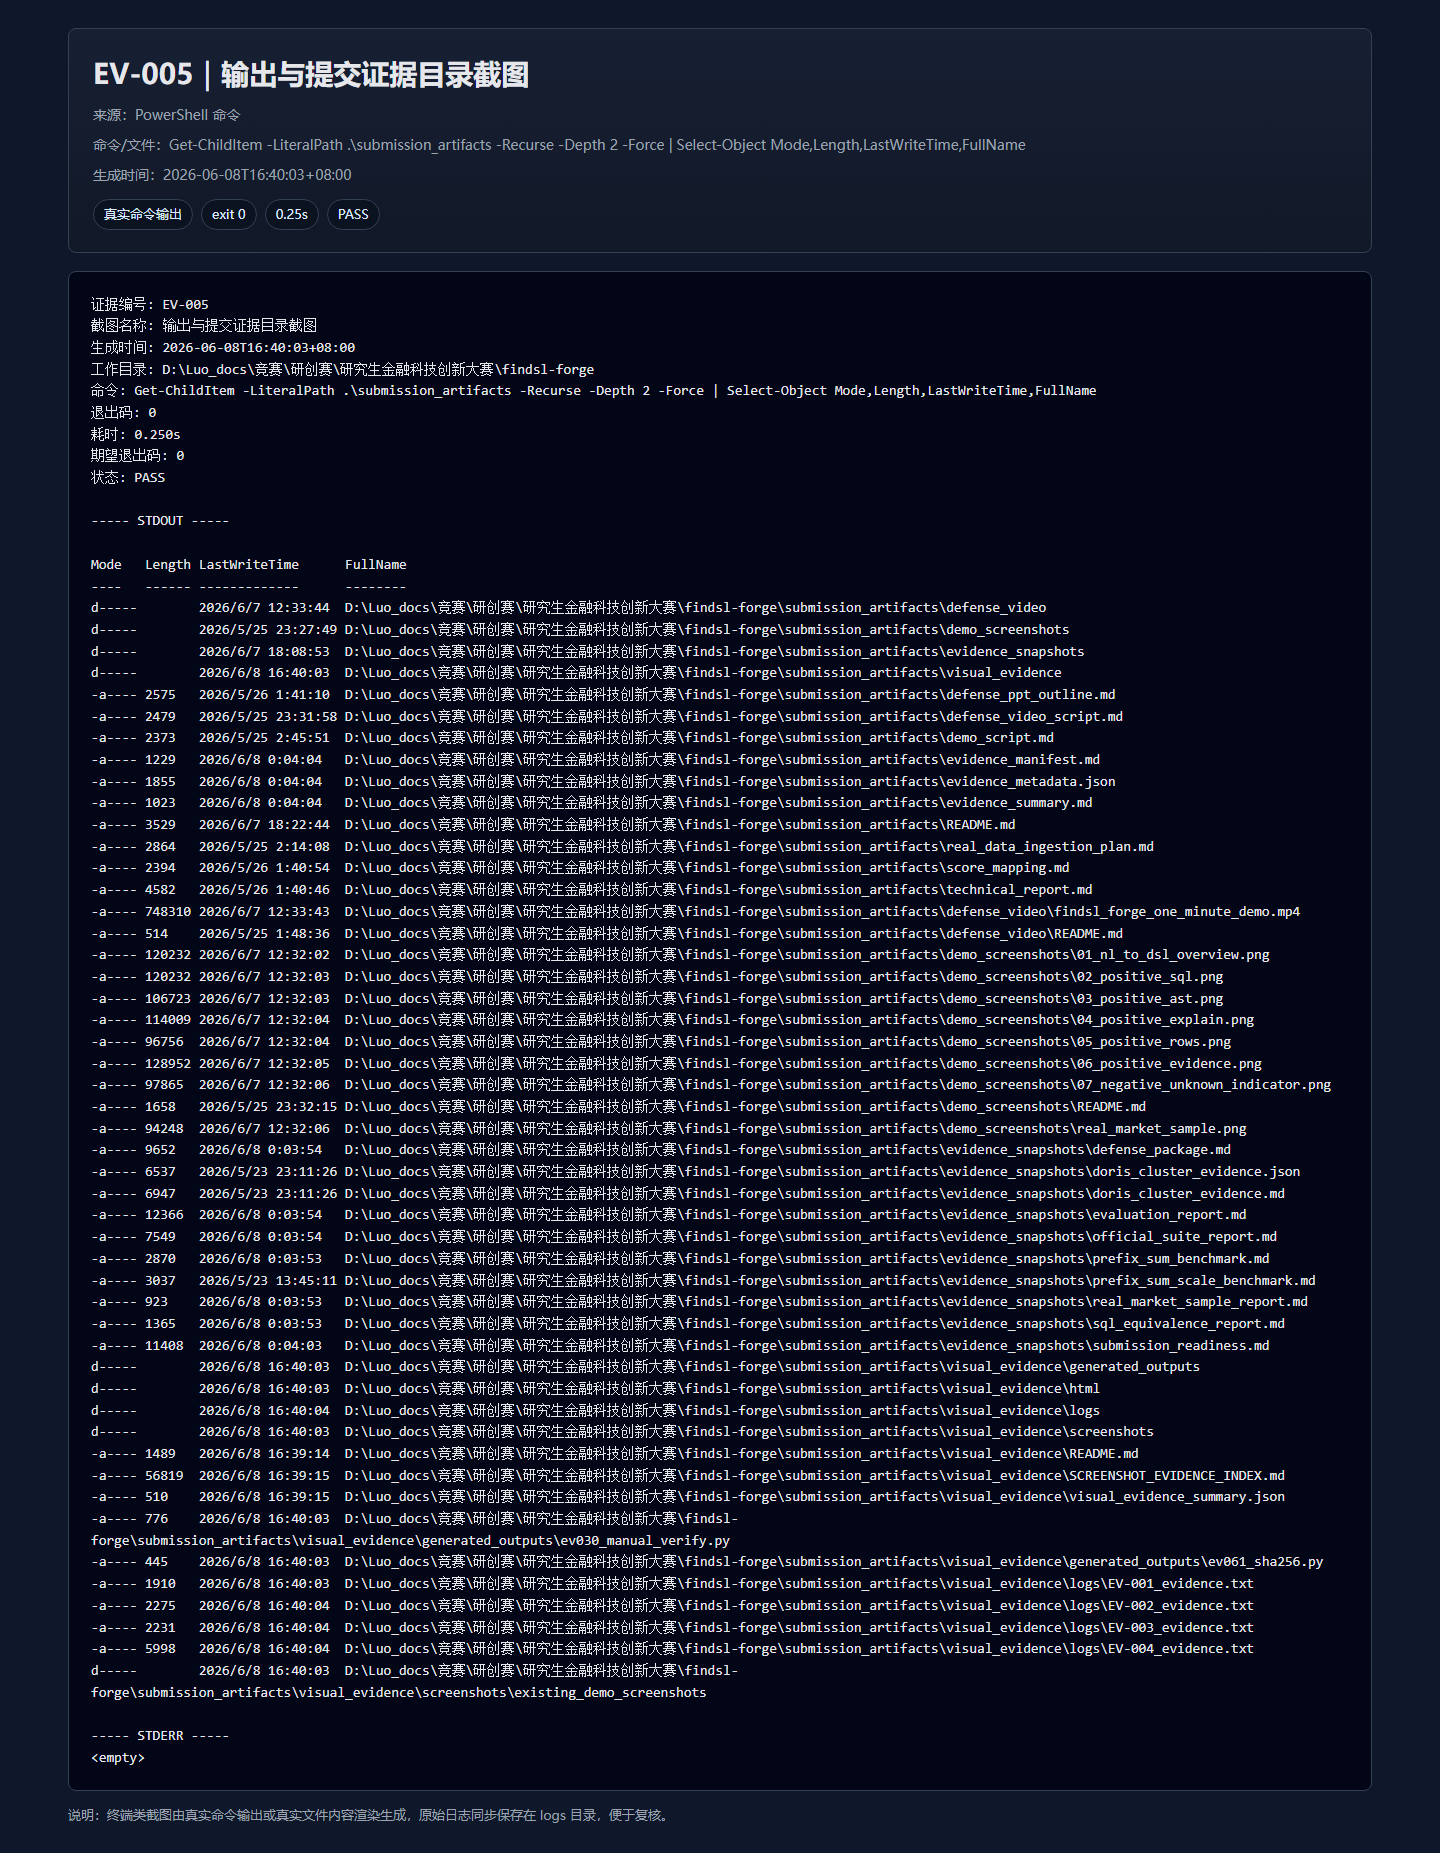 EV-005 | 输出与提交证据目录截图
来源：PowerShell 命令
命令/文件：Get-ChildItem -LiteralPath .\submission_artifacts -Recurse -Depth 2 -Force | Select-Object Mode,Length,LastWriteTime,FullName
生成时间：2026-06-08T16:40:03+08:00
真实命令输出 exit 0 0.25s PASS
证据编号: EV-005
截图名称: 输出与提交证据目录截图
生成时间: 2026-06-08T16:40:03+08:00
工作目录: D:\Luo_docs\竞赛\研创赛\研究生金融科技创新大赛\findsl-forge
命令: Get-ChildItem -LiteralPath .\submission_artifacts -Recurse -Depth 2 -Force | Select-Object Mode,Length,LastWriteTime,FullName
退出码: 0
耗时: 0.250s
期望退出码: 0
状态: PASS
----- STDOUT -----
Mode   Length LastWriteTime      FullName
----   ------ -------------      --------
d-----        2026/6/7 12:33:44  D:\Luo_docs\竞赛\研创赛\研究生金融科技创新大赛\findsl-forge\submission_artifacts\defense_video
d-----        2026/5/25 23:27:49 D:\Luo_docs\竞赛\研创赛\研究生金融科技创新大赛\findsl-forge\submission_artifacts\demo_screenshots
d-----        2026/6/7 18:08:53  D:\Luo_docs\竞赛\研创赛\研究生金融科技创新大赛\findsl-forge\submission_artifacts\evidence_snapshots
d-----        2026/6/8 16:40:03  D:\Luo_docs\竞赛\研创赛\研究生金融科技创新大赛\findsl-forge\submission_artifacts\visual_evidence
-a---- 2575   2026/5/26 1:41:10  D:\Luo_docs\竞赛\研创赛\研究生金融科技创新大赛\findsl-forge\submission_artifacts\defense_ppt_outline.md
-a---- 2479   2026/5/25 23:31:58 D:\Luo_docs\竞赛\研创赛\研究生金融科技创新大赛\findsl-forge\submission_artifacts\defense_video_script.md
-a---- 2373   2026/5/25 2:45:51  D:\Luo_docs\竞赛\研创赛\研究生金融科技创新大赛\findsl-forge\submission_artifacts\demo_script.md
-a---- 1229   2026/6/8 0:04:04   D:\Luo_docs\竞赛\研创赛\研究生金融科技创新大赛\findsl-forge\submission_artifacts\evidence_manifest.md
-a---- 1855   2026/6/8 0:04:04   D:\Luo_docs\竞赛\研创赛\研究生金融科技创新大赛\findsl-forge\submission_artifacts\evidence_metadata.json
-a---- 1023   2026/6/8 0:04:04   D:\Luo_docs\竞赛\研创赛\研究生金融科技创新大赛\findsl-forge\submission_artifacts\evidence_summary.md
-a---- 3529   2026/6/7 18:22:44  D:\Luo_docs\竞赛\研创赛\研究生金融科技创新大赛\findsl-forge\submission_artifacts\README.md
-a---- 2864   2026/5/25 2:14:08  D:\Luo_docs\竞赛\研创赛\研究生金融科技创新大赛\findsl-forge\submission_artifacts\real_data_ingestion_plan.md
-a---- 2394   2026/5/26 1:40:54  D:\Luo_docs\竞赛\研创赛\研究生金融科技创新大赛\findsl-forge\submission_artifacts\score_mapping.md
-a---- 4582   2026/5/26 1:40:46  D:\Luo_docs\竞赛\研创赛\研究生金融科技创新大赛\findsl-forge\submission_artifacts\technical_report.md
-a---- 748310 2026/6/7 12:33:43  D:\Luo_docs\竞赛\研创赛\研究生金融科技创新大赛\findsl-forge\submission_artifacts\defense_video\findsl_forge_one_minute_demo.mp4
-a---- 514    2026/5/25 1:48:36  D:\Luo_docs\竞赛\研创赛\研究生金融科技创新大赛\findsl-forge\submission_artifacts\defense_video\README.md
-a---- 120232 2026/6/7 12:32:02  D:\Luo_docs\竞赛\研创赛\研究生金融科技创新大赛\findsl-forge\submission_artifacts\demo_screenshots\01_nl_to_dsl_overview.png
-a---- 120232 2026/6/7 12:32:03  D:\Luo_docs\竞赛\研创赛\研究生金融科技创新大赛\findsl-forge\submission_artifacts\demo_screenshots\02_positive_sql.png
-a---- 106723 2026/6/7 12:32:03  D:\Luo_docs\竞赛\研创赛\研究生金融科技创新大赛\findsl-forge\submission_artifacts\demo_screenshots\03_positive_ast.png
-a---- 114009 2026/6/7 12:32:04  D:\Luo_docs\竞赛\研创赛\研究生金融科技创新大赛\findsl-forge\submission_artifacts\demo_screenshots\04_positive_explain.png
-a---- 96756  2026/6/7 12:32:04  D:\Luo_docs\竞赛\研创赛\研究生金融科技创新大赛\findsl-forge\submission_artifacts\demo_screenshots\05_positive_rows.png
-a---- 128952 2026/6/7 12:32:05  D:\Luo_docs\竞赛\研创赛\研究生金融科技创新大赛\findsl-forge\submission_artifacts\demo_screenshots\06_positive_evidence.png
-a---- 97865  2026/6/7 12:32:06  D:\Luo_docs\竞赛\研创赛\研究生金融科技创新大赛\findsl-forge\submission_artifacts\demo_screenshots\07_negative_unknown_indicator.png
-a---- 1658   2026/5/25 23:32:15 D:\Luo_docs\竞赛\研创赛\研究生金融科技创新大赛\findsl-forge\submission_artifacts\demo_screenshots\README.md
-a---- 94248  2026/6/7 12:32:06  D:\Luo_docs\竞赛\研创赛\研究生金融科技创新大赛\findsl-forge\submission_artifacts\demo_screenshots\real_market_sample.png
-a---- 9652   2026/6/8 0:03:54   D:\Luo_docs\竞赛\研创赛\研究生金融科技创新大赛\findsl-forge\submission_artifacts\evidence_snapshots\defense_package.md
-a---- 6537   2026/5/23 23:11:26 D:\Luo_docs\竞赛\研创赛\研究生金融科技创新大赛\findsl-forge\submission_artifacts\evidence_snapshots\doris_cluster_evidence.json
-a---- 6947   2026/5/23 23:11:26 D:\Luo_docs\竞赛\研创赛\研究生金融科技创新大赛\findsl-forge\submission_artifacts\evidence_snapshots\doris_cluster_evidence.md
-a---- 12366  2026/6/8 0:03:54   D:\Luo_docs\竞赛\研创赛\研究生金融科技创新大赛\findsl-forge\submission_artifacts\evidence_snapshots\evaluation_report.md
-a---- 7549   2026/6/8 0:03:54   D:\Luo_docs\竞赛\研创赛\研究生金融科技创新大赛\findsl-forge\submission_artifacts\evidence_snapshots\official_suite_report.md
-a---- 2870   2026/6/8 0:03:53   D:\Luo_docs\竞赛\研创赛\研究生金融科技创新大赛\findsl-forge\submission_artifacts\evidence_snapshots\prefix_sum_benchmark.md
-a---- 3037   2026/5/23 13:45:11 D:\Luo_docs\竞赛\研创赛\研究生金融科技创新大赛\findsl-forge\submission_artifacts\evidence_snapshots\prefix_sum_scale_benchmark.md
-a---- 923    2026/6/8 0:03:53   D:\Luo_docs\竞赛\研创赛\研究生金融科技创新大赛\findsl-forge\submission_artifacts\evidence_snapshots\real_market_sample_report.md
-a---- 1365   2026/6/8 0:03:53   D:\Luo_docs\竞赛\研创赛\研究生金融科技创新大赛\findsl-forge\submission_artifacts\evidence_snapshots\sql_equivalence_report.md
-a---- 11408  2026/6/8 0:04:03   D:\Luo_docs\竞赛\研创赛\研究生金融科技创新大赛\findsl-forge\submission_artifacts\evidence_snapshots\submission_readiness.md
d-----        2026/6/8 16:40:03  D:\Luo_docs\竞赛\研创赛\研究生金融科技创新大赛\findsl-forge\submission_artifacts\visual_evidence\generated_outputs
d-----        2026/6/8 16:40:03  D:\Luo_docs\竞赛\研创赛\研究生金融科技创新大赛\findsl-forge\submission_artifacts\visual_evidence\html
d-----        2026/6/8 16:40:04  D:\Luo_docs\竞赛\研创赛\研究生金融科技创新大赛\findsl-forge\submission_artifacts\visual_evidence\logs
d-----        2026/6/8 16:40:03  D:\Luo_docs\竞赛\研创赛\研究生金融科技创新大赛\findsl-forge\submission_artifacts\visual_evidence\screenshots
-a---- 1489   2026/6/8 16:39:14  D:\Luo_docs\竞赛\研创赛\研究生金融科技创新大赛\findsl-forge\submission_artifacts\visual_evidence\README.md
-a---- 56819  2026/6/8 16:39:15  D:\Luo_docs\竞赛\研创赛\研究生金融科技创新大赛\findsl-forge\submission_artifacts\visual_evidence\SCREENSHOT_EVIDENCE_INDEX.md
-a---- 510    2026/6/8 16:39:15  D:\Luo_docs\竞赛\研创赛\研究生金融科技创新大赛\findsl-forge\submission_artifacts\visual_evidence\visual_evidence_summary.json
-a---- 776    2026/6/8 16:40:03  D:\Luo_docs\竞赛\研创赛\研究生金融科技创新大赛\findsl-
forge\submission_artifacts\visual_evidence\generated_outputs\ev030_manual_verify.py
-a---- 445    2026/6/8 16:40:03  D:\Luo_docs\竞赛\研创赛\研究生金融科技创新大赛\findsl-forge\submission_artifacts\visual_evidence\generated_outputs\ev061_sha256.py
-a---- 1910   2026/6/8 16:40:03  D:\Luo_docs\竞赛\研创赛\研究生金融科技创新大赛\findsl-forge\submission_artifacts\visual_evidence\logs\EV-001_evidence.txt
-a---- 2275   2026/6/8 16:40:04  D:\Luo_docs\竞赛\研创赛\研究生金融科技创新大赛\findsl-forge\submission_artifacts\visual_evidence\logs\EV-002_evidence.txt
-a---- 2231   2026/6/8 16:40:04  D:\Luo_docs\竞赛\研创赛\研究生金融科技创新大赛\findsl-forge\submission_artifacts\visual_evidence\logs\EV-003_evidence.txt
-a---- 5998   2026/6/8 16:40:04  D:\Luo_docs\竞赛\研创赛\研究生金融科技创新大赛\findsl-forge\submission_artifacts\visual_evidence\logs\EV-004_evidence.txt
d-----        2026/6/8 16:40:03  D:\Luo_docs\竞赛\研创赛\研究生金融科技创新大赛\findsl-
forge\submission_artifacts\visual_evidence\screenshots\existing_demo_screenshots
----- STDERR -----
<empty>
说明：终端类截图由真实命令输出或真实文件内容渲染生成，原始日志同步保存在 logs 目录，便于复核。